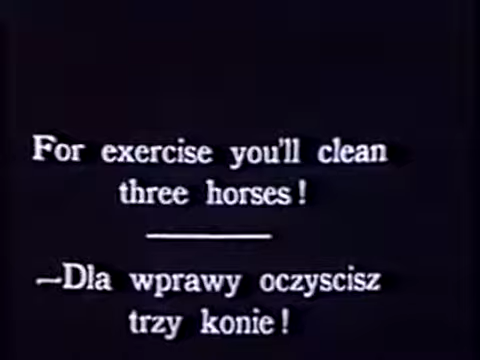 For exercise you'll clean
three horses!
—Dla wprawy oczyscisz
trzy konie!